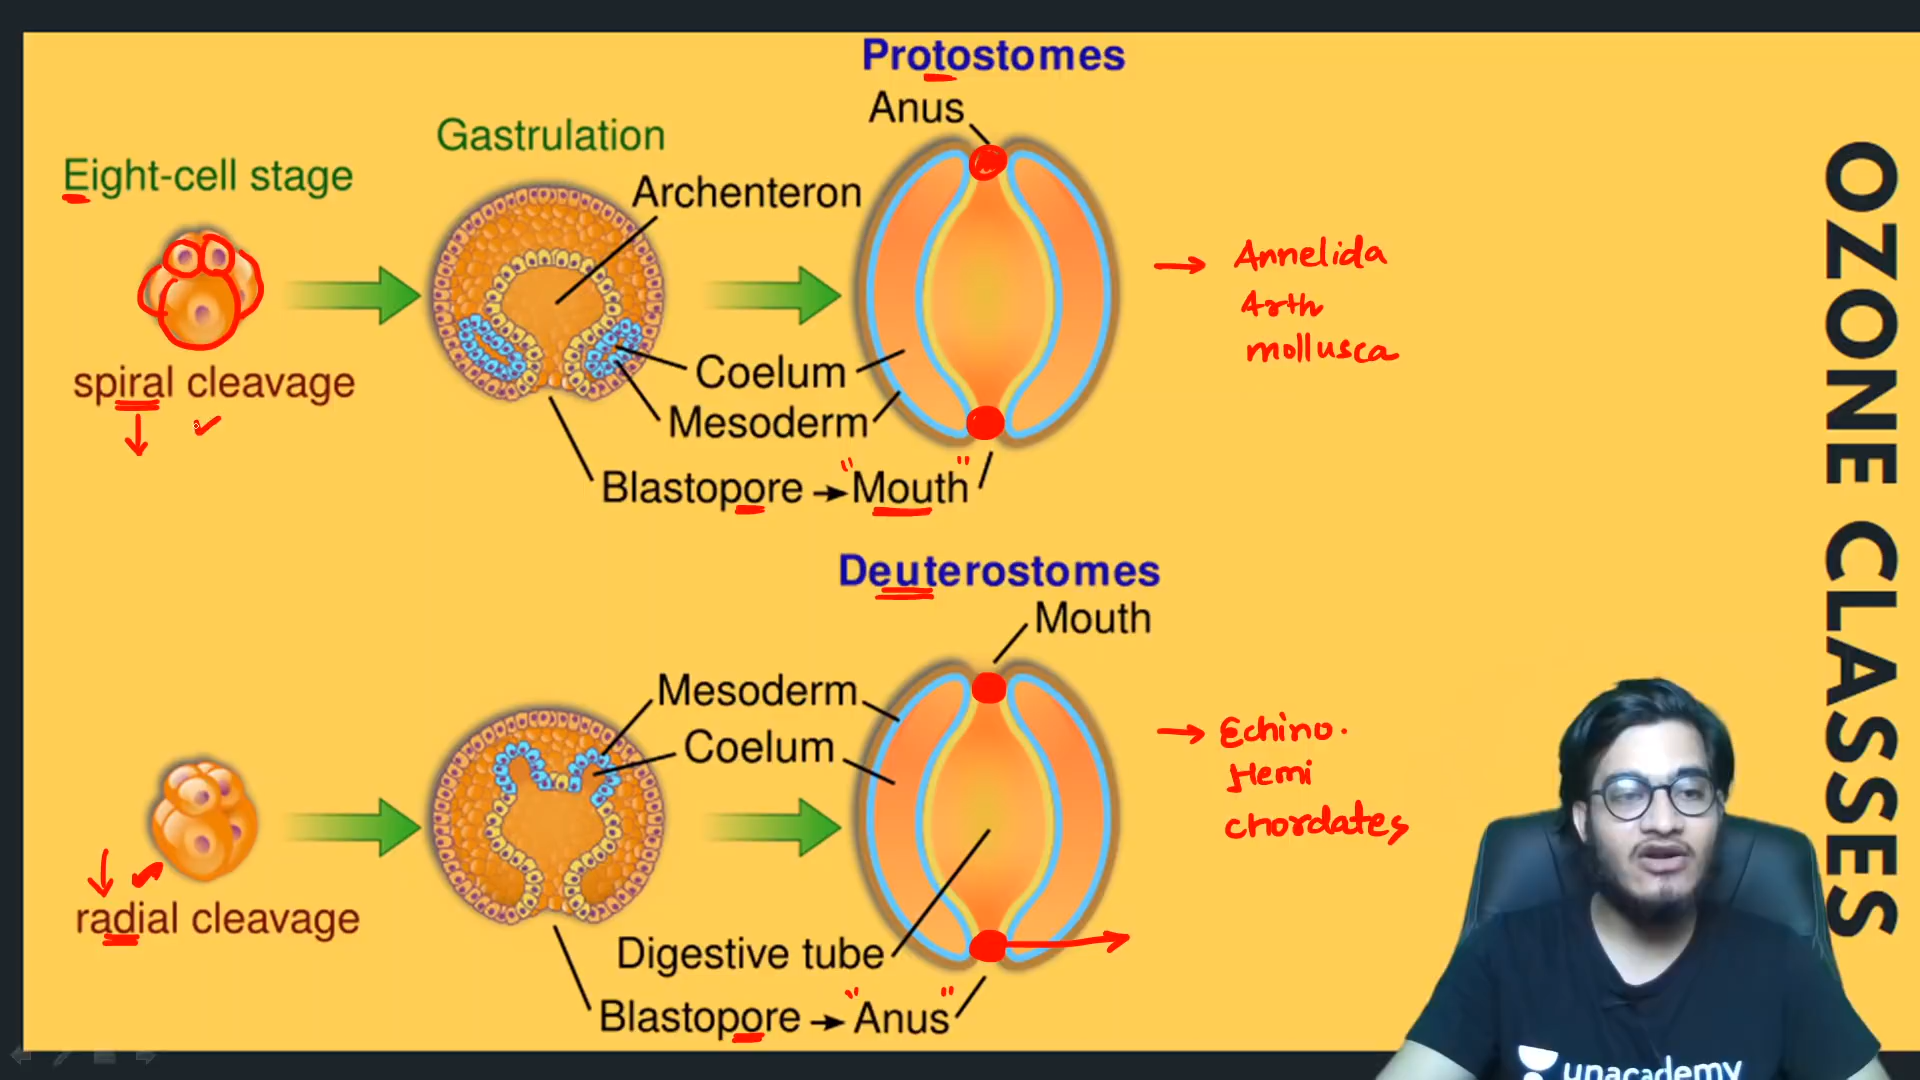 Protostomes
Anus
Gastrulation
Eight-cell stage
Archenteron
Annelida
Arth
mollusca
spiral cleavage
Coelum
Mesoderm
Blastopore → "Mouth"
Deuterostomes
Mouth
Mesoderm
Coelum
Echino.
Hemi
chordates
radial cleavage
Digestive tube
Blastopore → "Anus"
OZONE CLASSES
unacademy